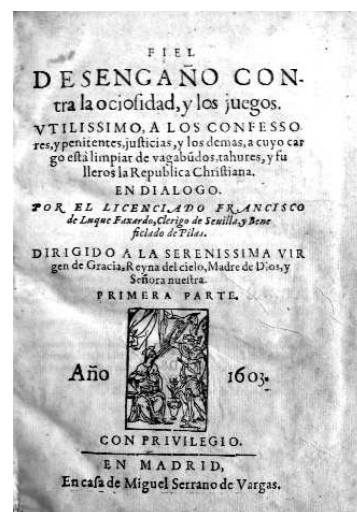 FIEL
DESENGAÑO CON-
tra la ociosidad, y los juegos.
VTILISSIMO, A LOS CONFESSO
res, y penitentes, justicias, y los demas, a cuyo car
go està limpiar de vagabũdos, tahures, y fu
lleros la Republica Christiana.
EN DIALOGO.
POR EL LICENCIADO FRANCISCO
de Luque Faxardo, Clerigo de Seuilla, y Bene
ficiado de Pilas.
DIRIGIDO A LA SERENISSIMA VIR
gen de Gracia, Reyna del cielo, Madre de Dios, y
Señora nuestra.
PRIMERA PARTE.
Año 1603.
CON PRIVILEGIO.
EN MADRID,
En casa de Miguel Serrano de Vargas.